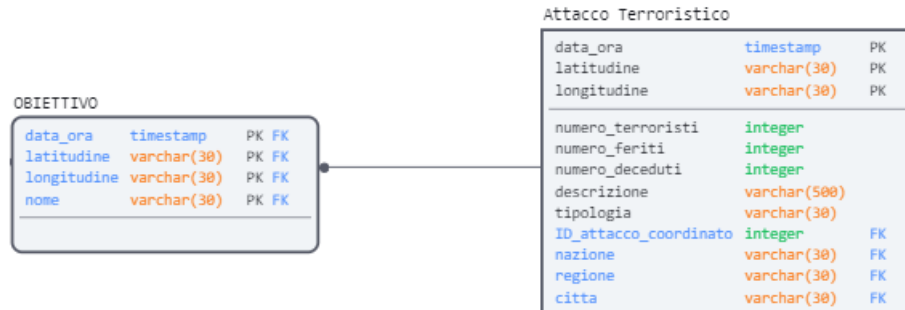 Attacco Terroristico
data_ora timestamp PK
latitudine varchar(30) PK
longitudine varchar(30) PK
numero_terroristi integer
numero_feriti integer
numero_deceduti integer
descrizione varchar(500)
tipologia varchar(30)
ID_attacco_coordinato integer FK
nazione varchar(30) FK
regione varchar(30) FK
citta varchar(30) FK
OBIETTIVO
data_ora timestamp PK FK
latitudine varchar(30) PK FK
longitudine varchar(30) PK FK
nome varchar(30) PK FK